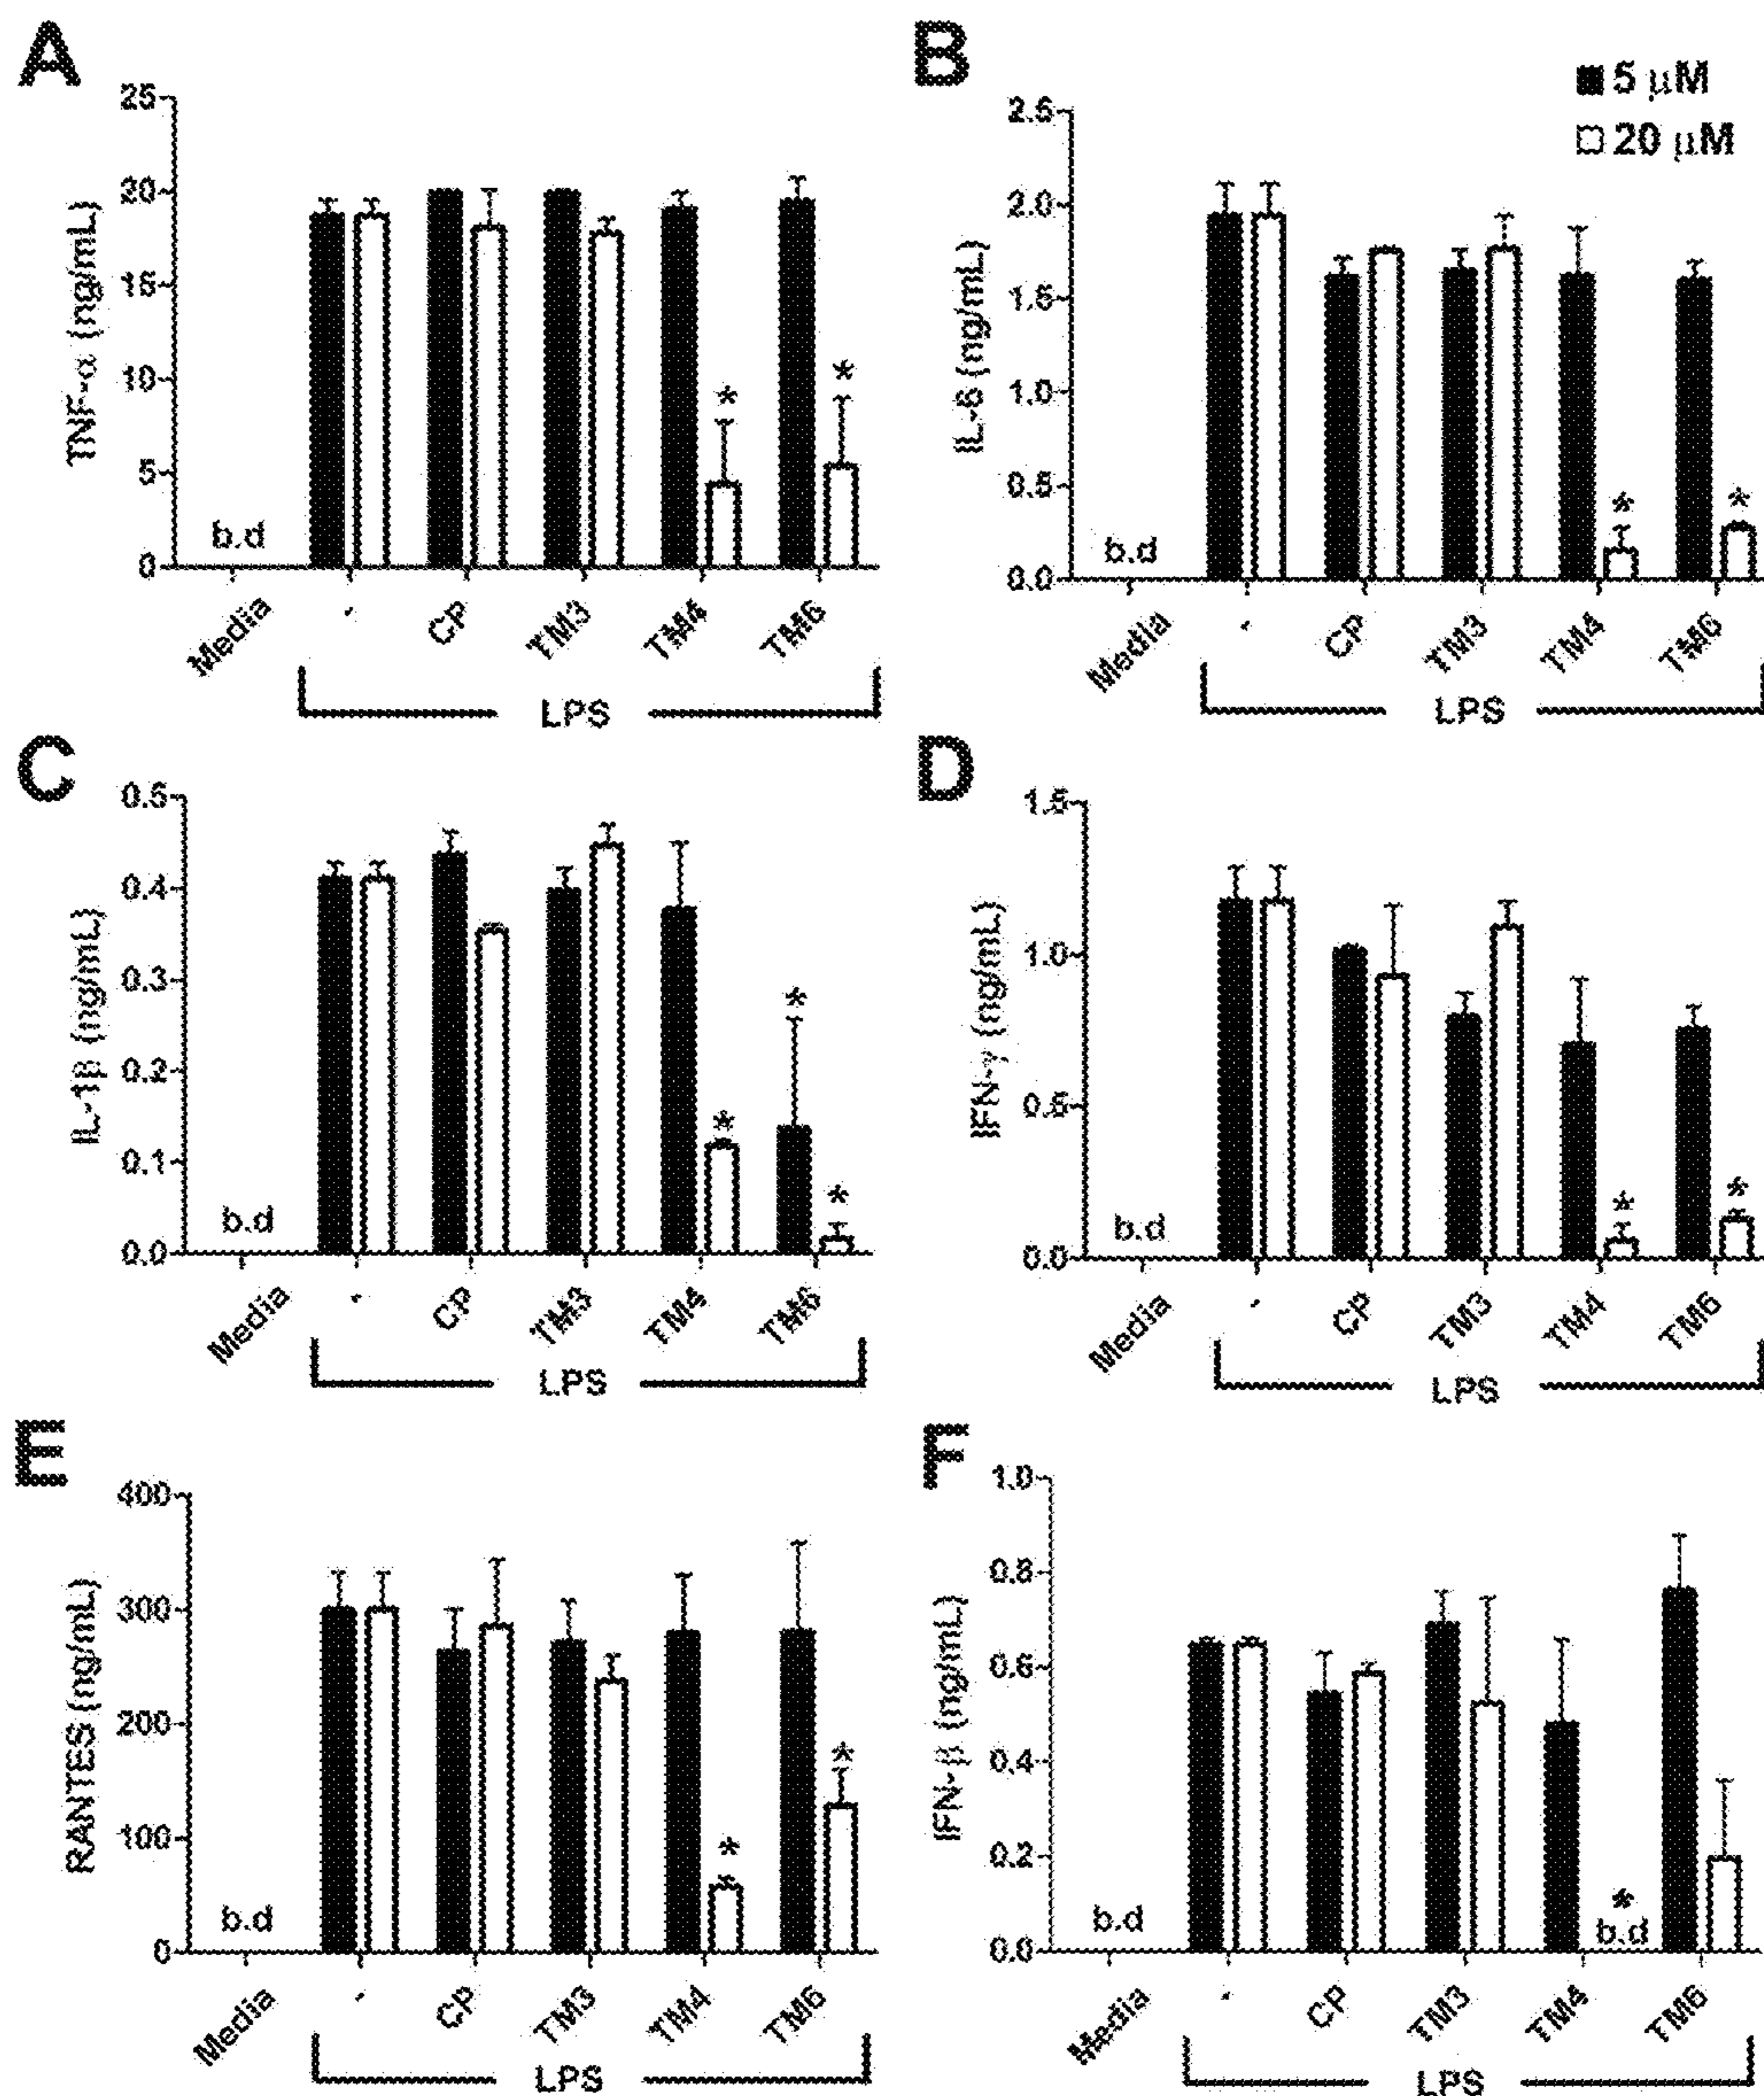 A
TNF-α (ng/mL)
25
20
15
10
5
0
b.d
*
*
Media
-
CP
TM3
TM4
TM6
LPS
B
5 μM
20 μM
IL-6 (ng/mL)
2.5
2.0
1.5
1.0
0.5
0.0
b.d
*
*
Media
-
CP
TM3
TM4
TM6
LPS
C
IL-1β (ng/mL)
0.5
0.4
0.3
0.2
0.1
0.0
b.d
*
*
*
Media
-
CP
TM3
TM4
TM6
LPS
D
IFN-γ (ng/mL)
1.5
1.0
0.5
0.0
b.d
*
*
Media
-
CP
TM3
TM4
TM6
LPS
E
RANTES (ng/mL)
400
300
200
100
0
b.d
*
*
Media
-
CP
TM3
TM4
TM6
LPS
F
IFN-β (ng/mL)
1.0
0.8
0.6
0.4
0.2
0.0
b.d
*
b.d
Media
-
CP
TM3
TM4
TM6
LPS